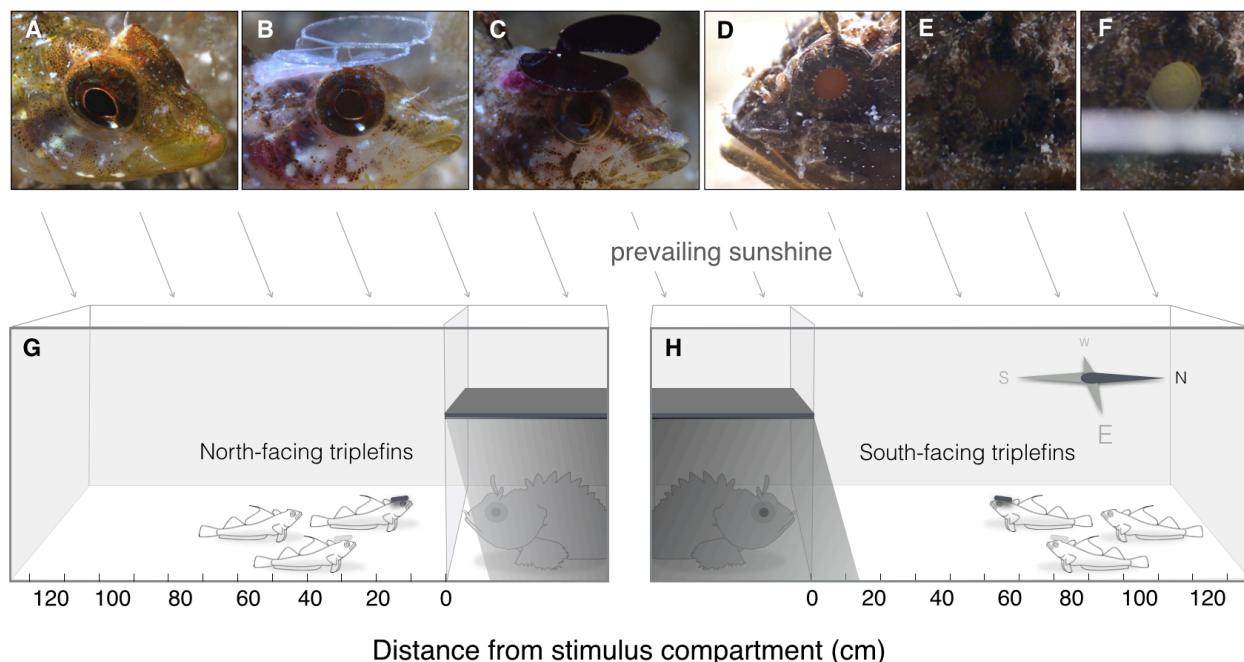 A B C D E F
prevailing sunshine
G H
W
S N
E
North-facing triplefins South-facing triplefins
120 100 80 60 40 20 0 0 20 40 60 80 100 120
Distance from stimulus compartment (cm)